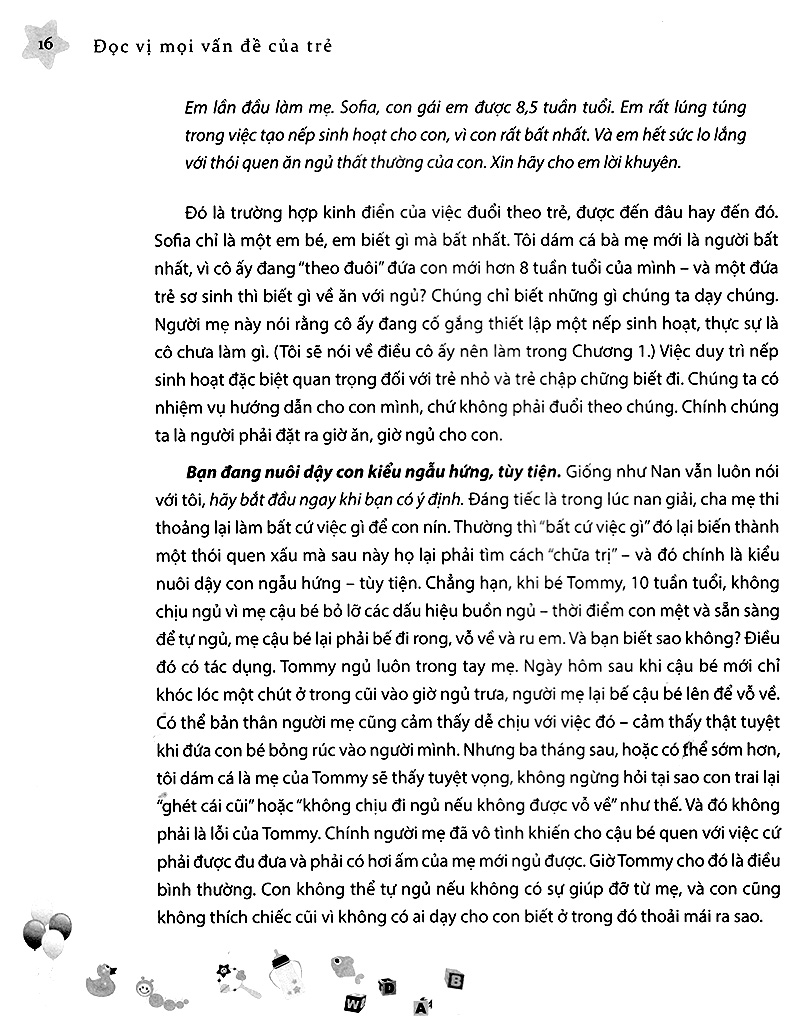 16
Đọc vị mọi vấn đề của trẻ
Em lần đầu làm mẹ. Sofia, con gái em được 8,5 tuần tuổi. Em rất lúng túng
trong việc tạo nếp sinh hoạt cho con, vì con rất bất nhất. Và em hết sức lo lắng
với thói quen ăn ngủ thất thường của con. Xin hãy cho em lời khuyên.
Đó là trường hợp kinh điển của việc đuổi theo trẻ, được đến đâu hay đến đó.
Sofia chỉ là một em bé, em biết gì mà bất nhất. Tôi dám cá bà mẹ mới là người bất
nhất, vì cô ấy đang “theo đuôi” đứa con mới hơn 8 tuần tuổi của mình – và một đứa
trẻ sơ sinh thì biết gì về ăn với ngủ? Chúng chỉ biết những gì chúng ta dạy chúng.
Người mẹ này nói rằng cô ấy đang cố gắng thiết lập một nếp sinh hoạt, thực sự là
cô chưa làm gì. (Tôi sẽ nói về điều cô ấy nên làm trong Chương 1.) Việc duy trì nếp
sinh hoạt đặc biệt quan trọng đối với trẻ nhỏ và trẻ chập chững biết đi. Chúng ta có
nhiệm vụ hướng dẫn cho con mình, chứ không phải đuổi theo chúng. Chính chúng
ta là người phải đặt ra giờ ăn, giờ ngủ cho con.
Bạn đang nuôi dậy con kiểu ngẫu hứng, tùy tiện. Giống như Nan vẫn luôn nói
với tôi, hãy bắt đầu ngay khi bạn có ý định. Đáng tiếc là trong lúc nan giải, cha mẹ thi
thoảng lại làm bất cứ việc gì để con nín. Thường thì “bất cứ việc gì” đó lại biến thành
một thói quen xấu mà sau này họ lại phải tìm cách “chữa trị” – và đó chính là kiểu
nuôi dậy con ngẫu hứng – tùy tiện. Chẳng hạn, khi bé Tommy, 10 tuần tuổi, không
chịu ngủ vì mẹ cậu bé bỏ lỡ các dấu hiệu buồn ngủ – thời điểm con mệt và sẵn sàng
để tự ngủ, mẹ cậu bé lại phải bế đi rong, vỗ về và ru em. Và bạn biết sao không? Điều
đó có tác dụng. Tommy ngủ luôn trong tay mẹ. Ngày hôm sau khi cậu bé mới chỉ
khóc lóc một chút ở trong cũi vào giờ ngủ trưa, người mẹ lại bế cậu bé lên để vỗ về.
Có thể bản thân người mẹ cũng cảm thấy dễ chịu với việc đó – cảm thấy thật tuyệt
khi đứa con bé bỏng rúc vào người mình. Nhưng ba tháng sau, hoặc có thể sớm hơn,
tôi dám cá là mẹ của Tommy sẽ thấy tuyệt vọng, không ngừng hỏi tại sao con trai lại
“ghét cái cũi” hoặc “không chịu đi ngủ nếu không được vỗ về” như thế. Và đó không
phải là lỗi của Tommy. Chính người mẹ đã vô tình khiến cho cậu bé quen với việc cứ
phải được đu đưa và phải có hơi ấm của mẹ mới ngủ được. Giờ Tommy cho đó là điều
bình thường. Con không thể tự ngủ nếu không có sự giúp đỡ từ mẹ, và con cũng
không thích chiếc cũi vì không có ai dạy cho con biết ở trong đó thoải mái ra sao.
W D A B